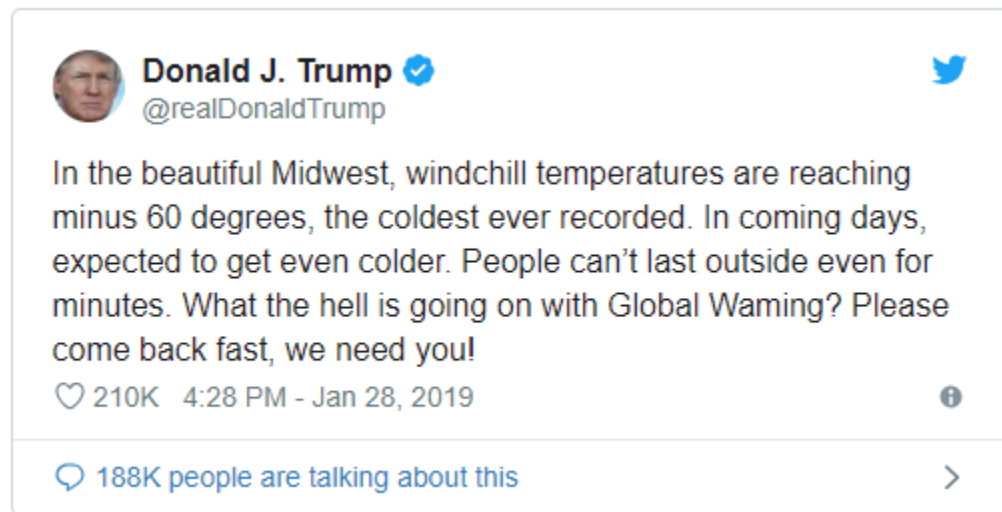 Donald J. Trump
@realDonaldTrump
In the beautiful Midwest, windchill temperatures are reaching
minus 60 degrees, the coldest ever recorded. In coming days,
expected to get even colder. People can’t last outside even for
minutes. What the hell is going on with Global Waming? Please
come back fast, we need you!
210K 4:28 PM - Jan 28, 2019
188K people are talking about this